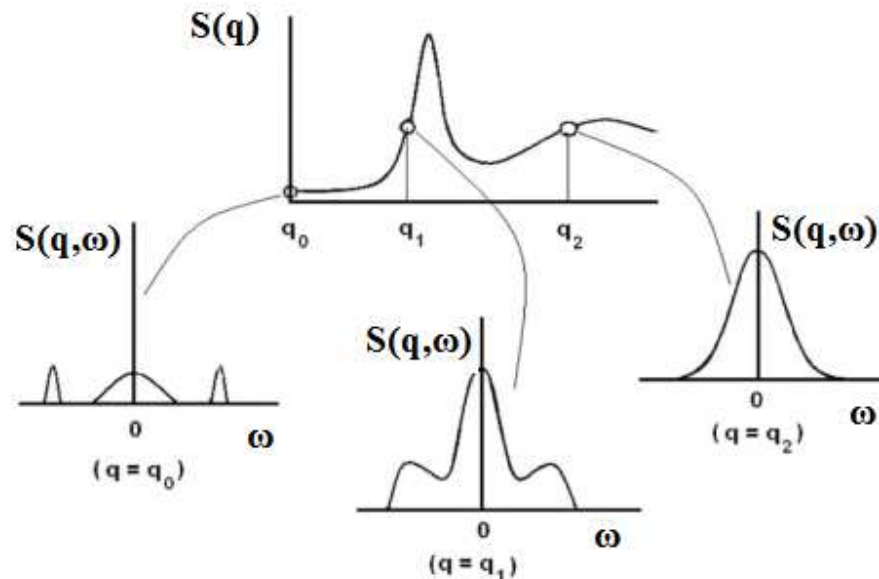 S(q)
q₀ q₁ q₂
S(q,ω)
0
ω
(q = q₀)
S(q,ω)
0
ω
(q = q₁)
S(q,ω)
0
ω
(q = q₂)